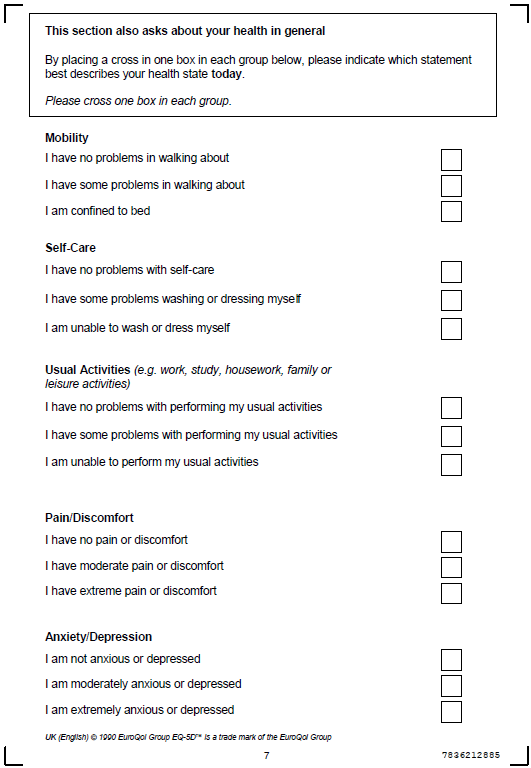 This section also asks about your health in general
By placing a cross in one box in each group below, please indicate which statement
best describes your health state today.
Please cross one box in each group.
Mobility
I have no problems in walking about
I have some problems in walking about
I am confined to bed
Self-Care
I have no problems with self-care
I have some problems washing or dressing myself
I am unable to wash or dress myself
Usual Activities (e.g. work, study, housework, family or
leisure activities)
I have no problems with performing my usual activities
I have some problems with performing my usual activities
I am unable to perform my usual activities
Pain/Discomfort
I have no pain or discomfort
I have moderate pain or discomfort
I have extreme pain or discomfort
Anxiety/Depression
I am not anxious or depressed
I am moderately anxious or depressed
I am extremely anxious or depressed
UK (English) © 1990 EuroQol Group EQ-5D™ is a trade mark of the EuroQol Group
7
7836212885